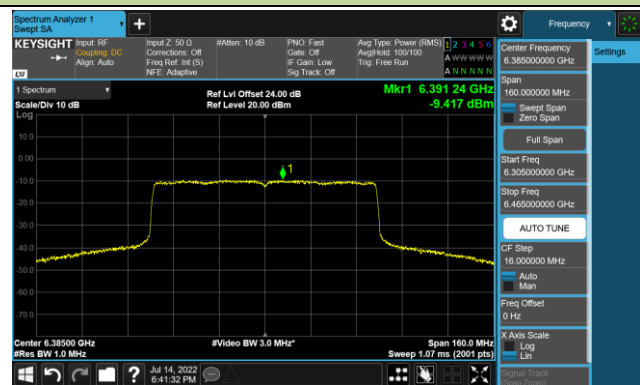 Spectrum Analyzer 1
Swept SA
Frequency
KEYSIGHT
Input: RF
Coupling: DC
Align: Auto
Input Z: 50 Ω
Corrections: Off
Freq Ref: Int (S)
NFE: Adaptive
#Atten: 10 dB
PNO: Fast
Gate: Off
IF Gain: Low
Sig Track: Off
Avg Type: Power (RMS)
Avg|Hold: 100/100
Trig: Free Run
1 2 3 4 5 6
A W W W W W
A N N N N N
LXI
1 Spectrum
Scale/Div 10 dB
Log
Ref Lvl Offset 24.00 dB
Ref Level 20.00 dBm
Mkr1 6.391 24 GHz
-9.417 dBm
10.0
0.00
-10.0
-20.0
-30.0
-40.0
-50.0
-60.0
-70.0
1
Center 6.38500 GHz
#Res BW 1.0 MHz
#Video BW 3.0 MHz*
Span 160.0 MHz
Sweep 1.07 ms (2001 pts)
Jul 14, 2022
6:41:32 PM
Center Frequency
6.385000000 GHz
Span
160.000000 MHz
Swept Span
Zero Span
Full Span
Start Freq
6.305000000 GHz
Stop Freq
6.465000000 GHz
AUTO TUNE
CF Step
16.000000 MHz
Auto
Man
Freq Offset
0 Hz
X Axis Scale
Log
Lin
Signal Track
(Span Zoom)
Settings